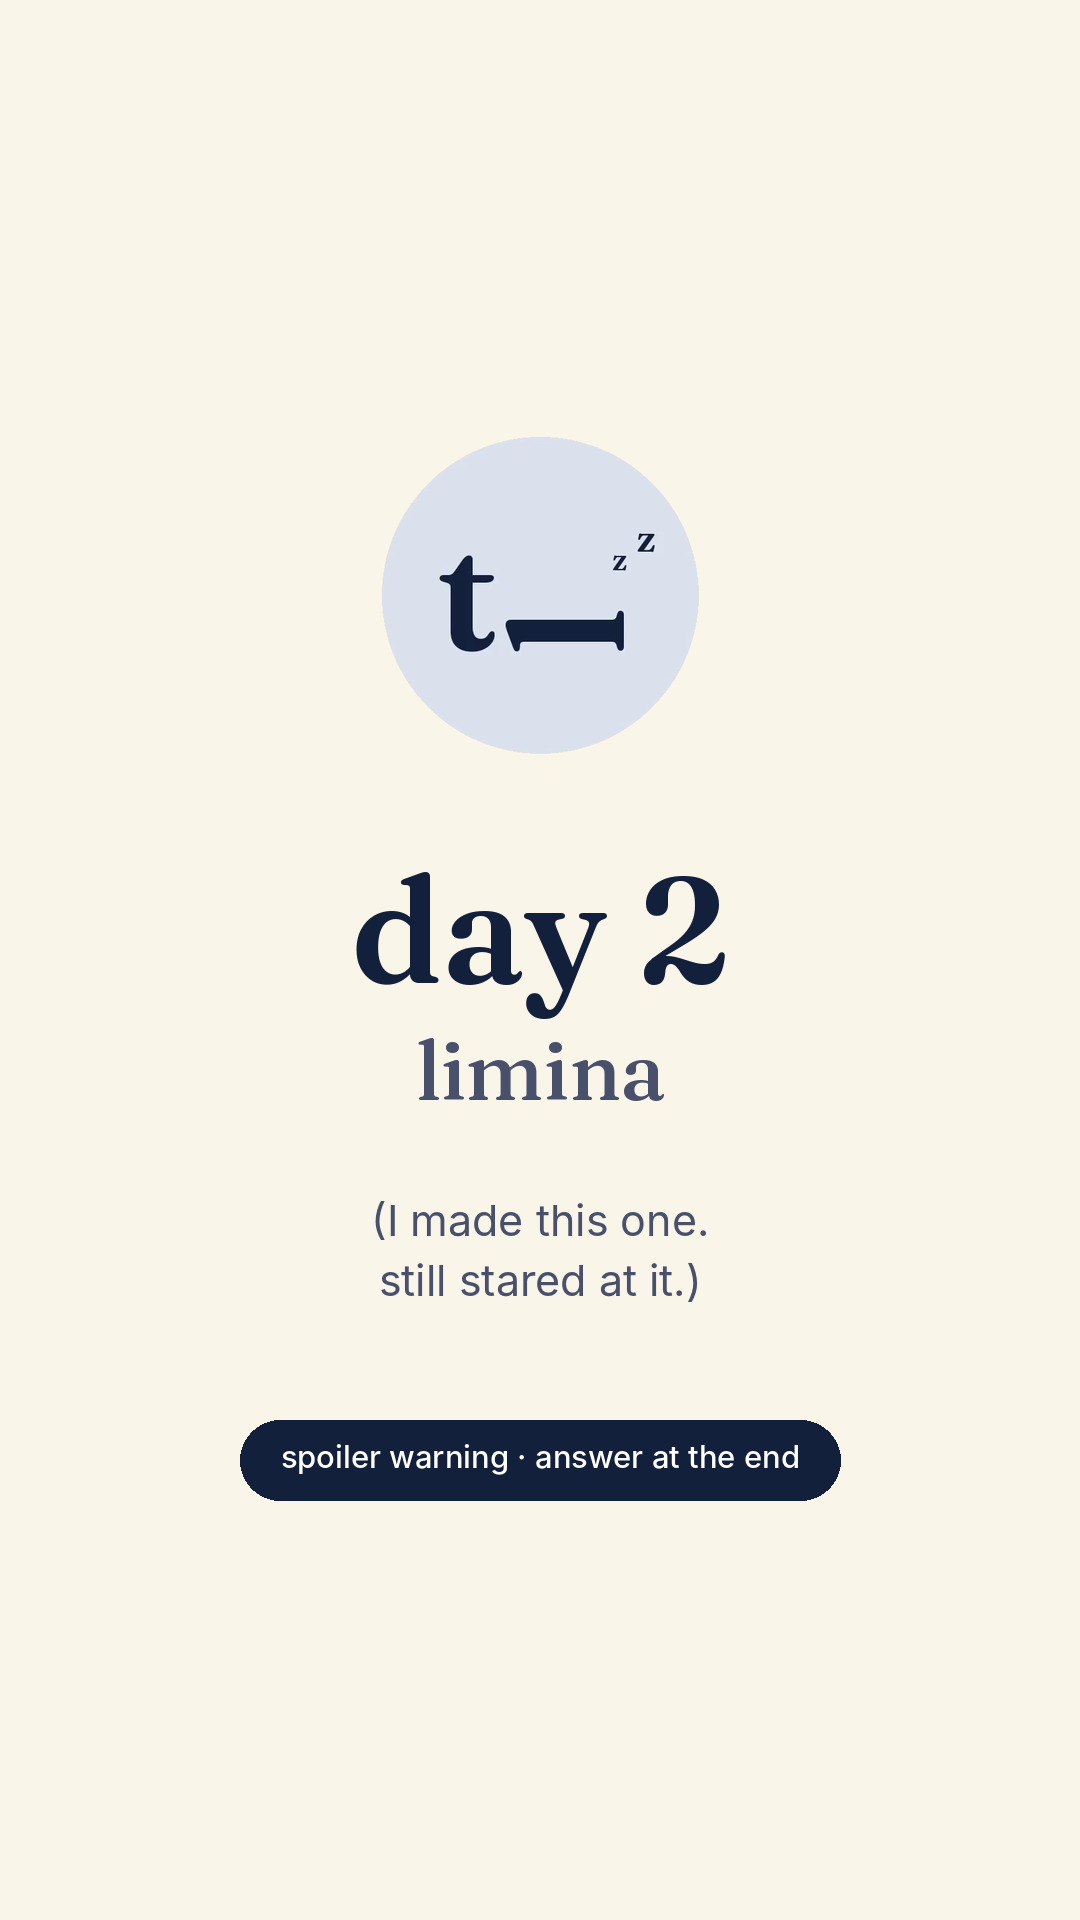 z z
t l
day 2
limina
(I made this one.
still stared at it.)
spoiler warning · answer at the end